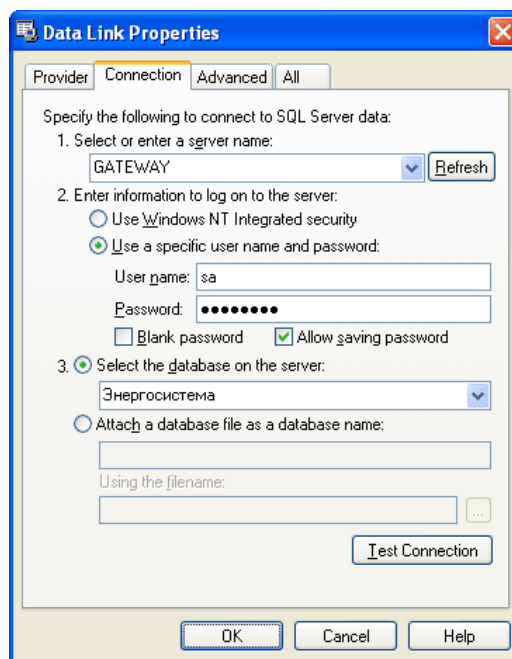 Data Link Properties
Provider Connection Advanced All
Specify the following to connect to SQL Server data:
1. Select or enter a server name:
GATEWAY Refresh
2. Enter information to log on to the server:
Use Windows NT Integrated security
Use a specific user name and password:
User name: sa
Password: ●●●●●●●●
Blank password Allow saving password
3. Select the database on the server:
Энергосистема
Attach a database file as a database name:
Using the filename:
...
Test Connection
OK Cancel Help